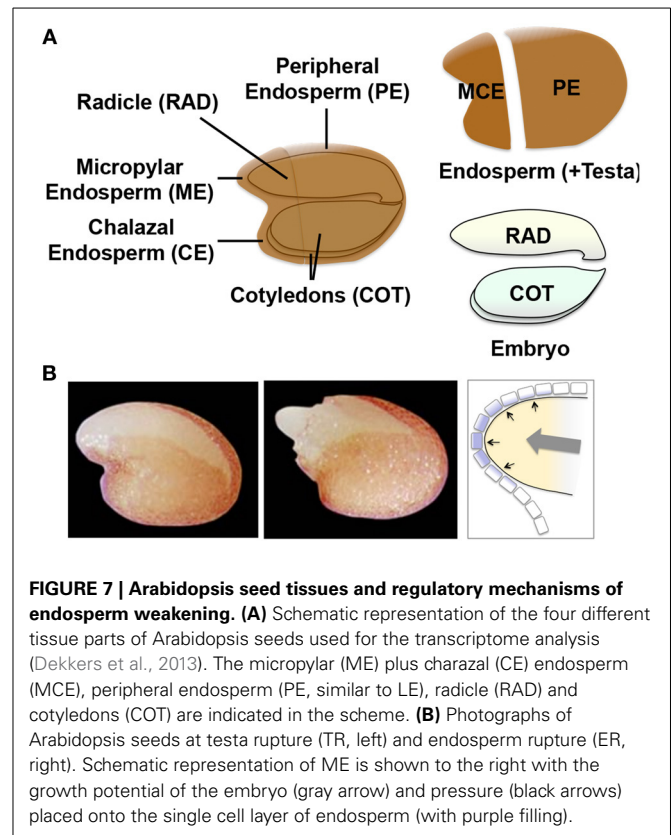 A
Peripheral
Endosperm (PE)
Radicle (RAD)
Micropylar
Endosperm (ME)
Chalazal
Endosperm (CE)
Cotyledons (COT)
MCE
PE
Endosperm (+Testa)
RAD
COT
Embryo
B
FIGURE 7 | Arabidopsis seed tissues and regulatory mechanisms of
endosperm weakening. (A) Schematic representation of the four different
tissue parts of Arabidopsis seeds used for the transcriptome analysis
(Dekkers et al., 2013). The micropylar (ME) plus charazal (CE) endosperm
(MCE), peripheral endosperm (PE, similar to LE), radicle (RAD) and
cotyledons (COT) are indicated in the scheme. (B) Photographs of
Arabidopsis seeds at testa rupture (TR, left) and endosperm rupture (ER,
right). Schematic representation of ME is shown to the right with the
growth potential of the embryo (gray arrow) and pressure (black arrows)
placed onto the single cell layer of endosperm (with purple filling).